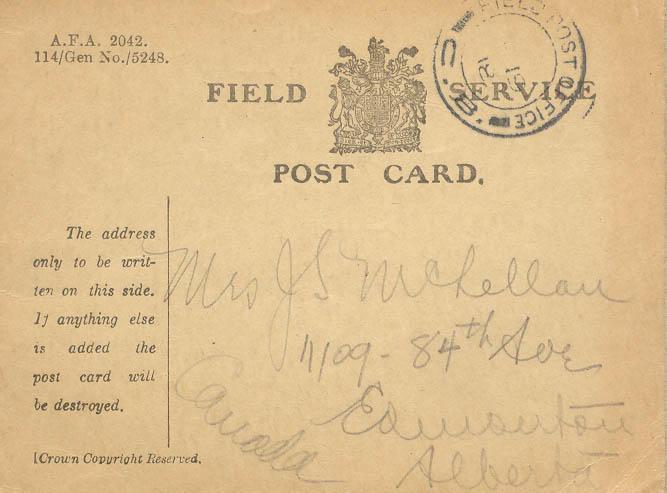 A.F.A. 2042.
114/Gen No./5248.
FIELD POST OFFICE
FIELD SERVICE
POST CARD.
The address
only to be writ-
ten on this side.
If anything else
is added the
post card will
be destroyed.
[Crown Copyright Reserved.
Mrs J S McLellan
11109 - 84th Ave
Edmonton
Alberta
Canada